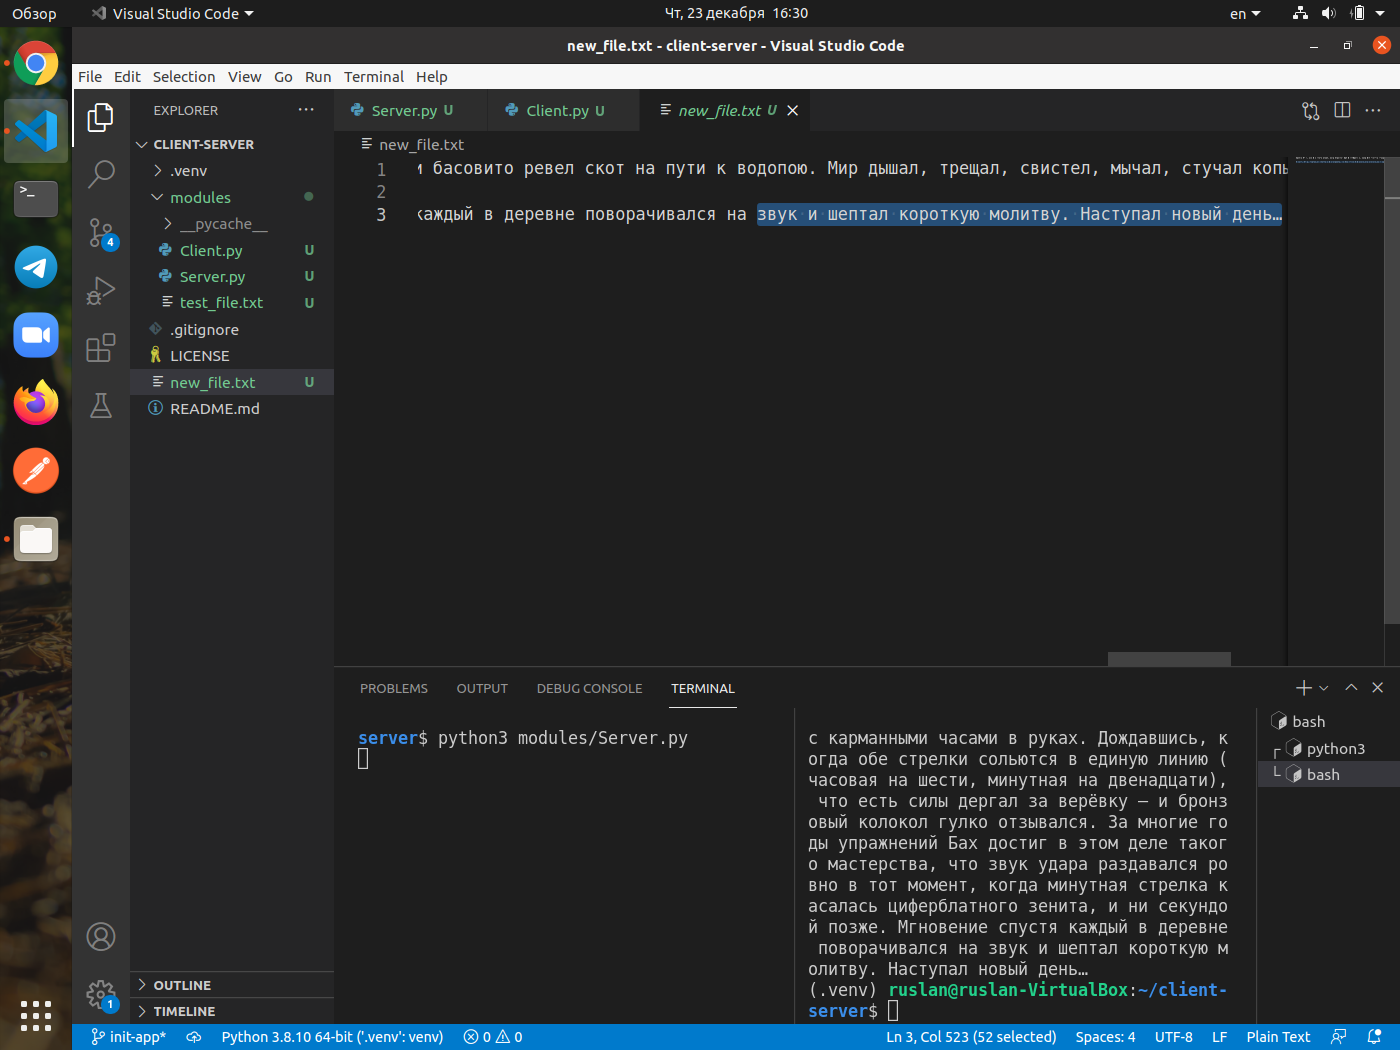 Обзор
Visual Studio Code
Чт, 23 декабря 16:30
en
new_file.txt - client-server - Visual Studio Code
File Edit Selection View Go Run Terminal Help
EXPLORER
CLIENT-SERVER
.venv
modules
__pycache__
Client.py U
Server.py U
test_file.txt U
.gitignore
LICENSE
new_file.txt U
README.md
OUTLINE
TIMELINE
4
1
Server.py U
Client.py U
new_file.txt U
new_file.txt
1 и басовито ревел скот на пути к водопою. Мир дышал, трещал, свистел, мычал, стучал коп
2
3 каждый в деревне поворачивался на звук и шептал короткую молитву. Наступал новый день…
PROBLEMS OUTPUT DEBUG CONSOLE TERMINAL
server$ python3 modules/Server.py
с карманными часами в руках. Дождавшись, к
огда обе стрелки сольются в единую линию (
часовая на шести, минутная на двенадцати),
что есть силы дергал за верёвку — и бронз
овый колокол гулко отзывался. За многие го
ды упражнений Бах достиг в этом деле таког
о мастерства, что звук удара раздавался ро
вно в тот момент, когда минутная стрелка к
асалась циферблатного зенита, и ни секундо
й позже. Мгновение спустя каждый в деревне
поворачивался на звук и шептал короткую м
олитву. Наступал новый день…
(.venv) ruslan@ruslan-VirtualBox:~/client-
server$
bash
python3
bash
init-app* Python 3.8.10 64-bit ('.venv': venv) 0 0 Ln 3, Col 523 (52 selected) Spaces: 4 UTF-8 LF Plain Text